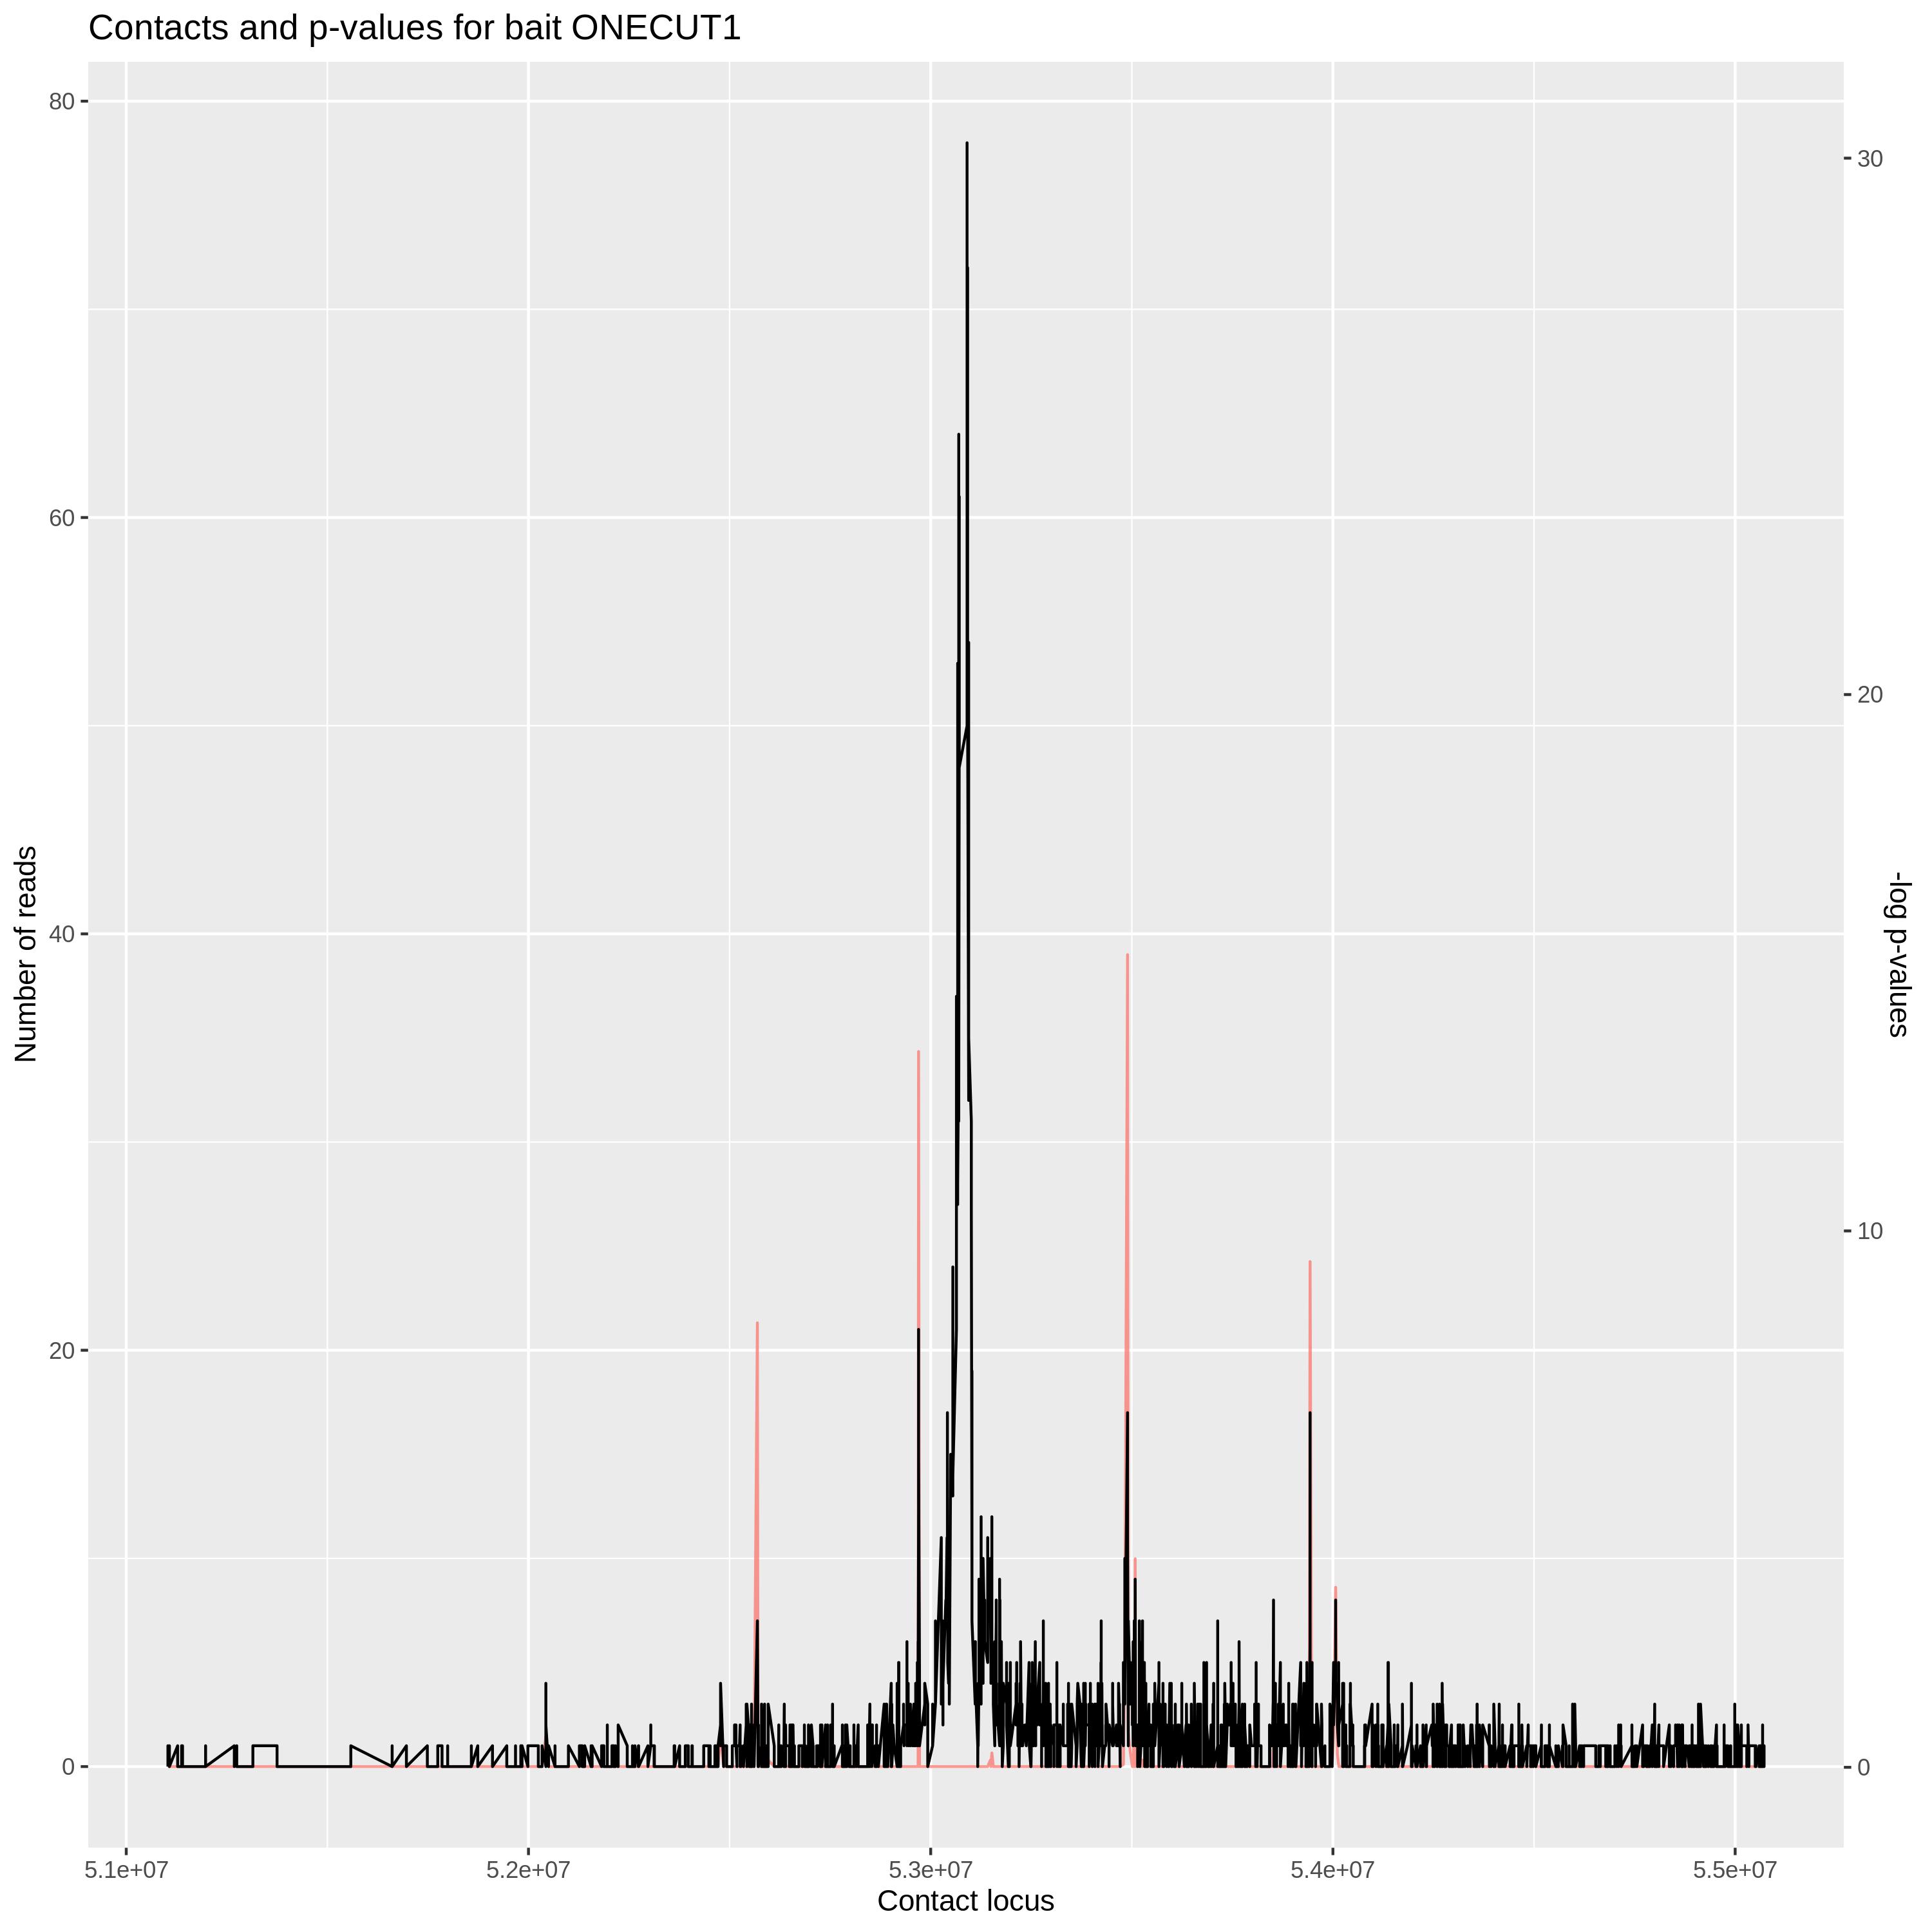 Contacts and p-values for bait ONECUT1
80
60
40
20
0
Number of reads
30
20
10
0
-log p-values
5.1e+07
5.2e+07
5.3e+07
5.4e+07
5.5e+07
Contact locus